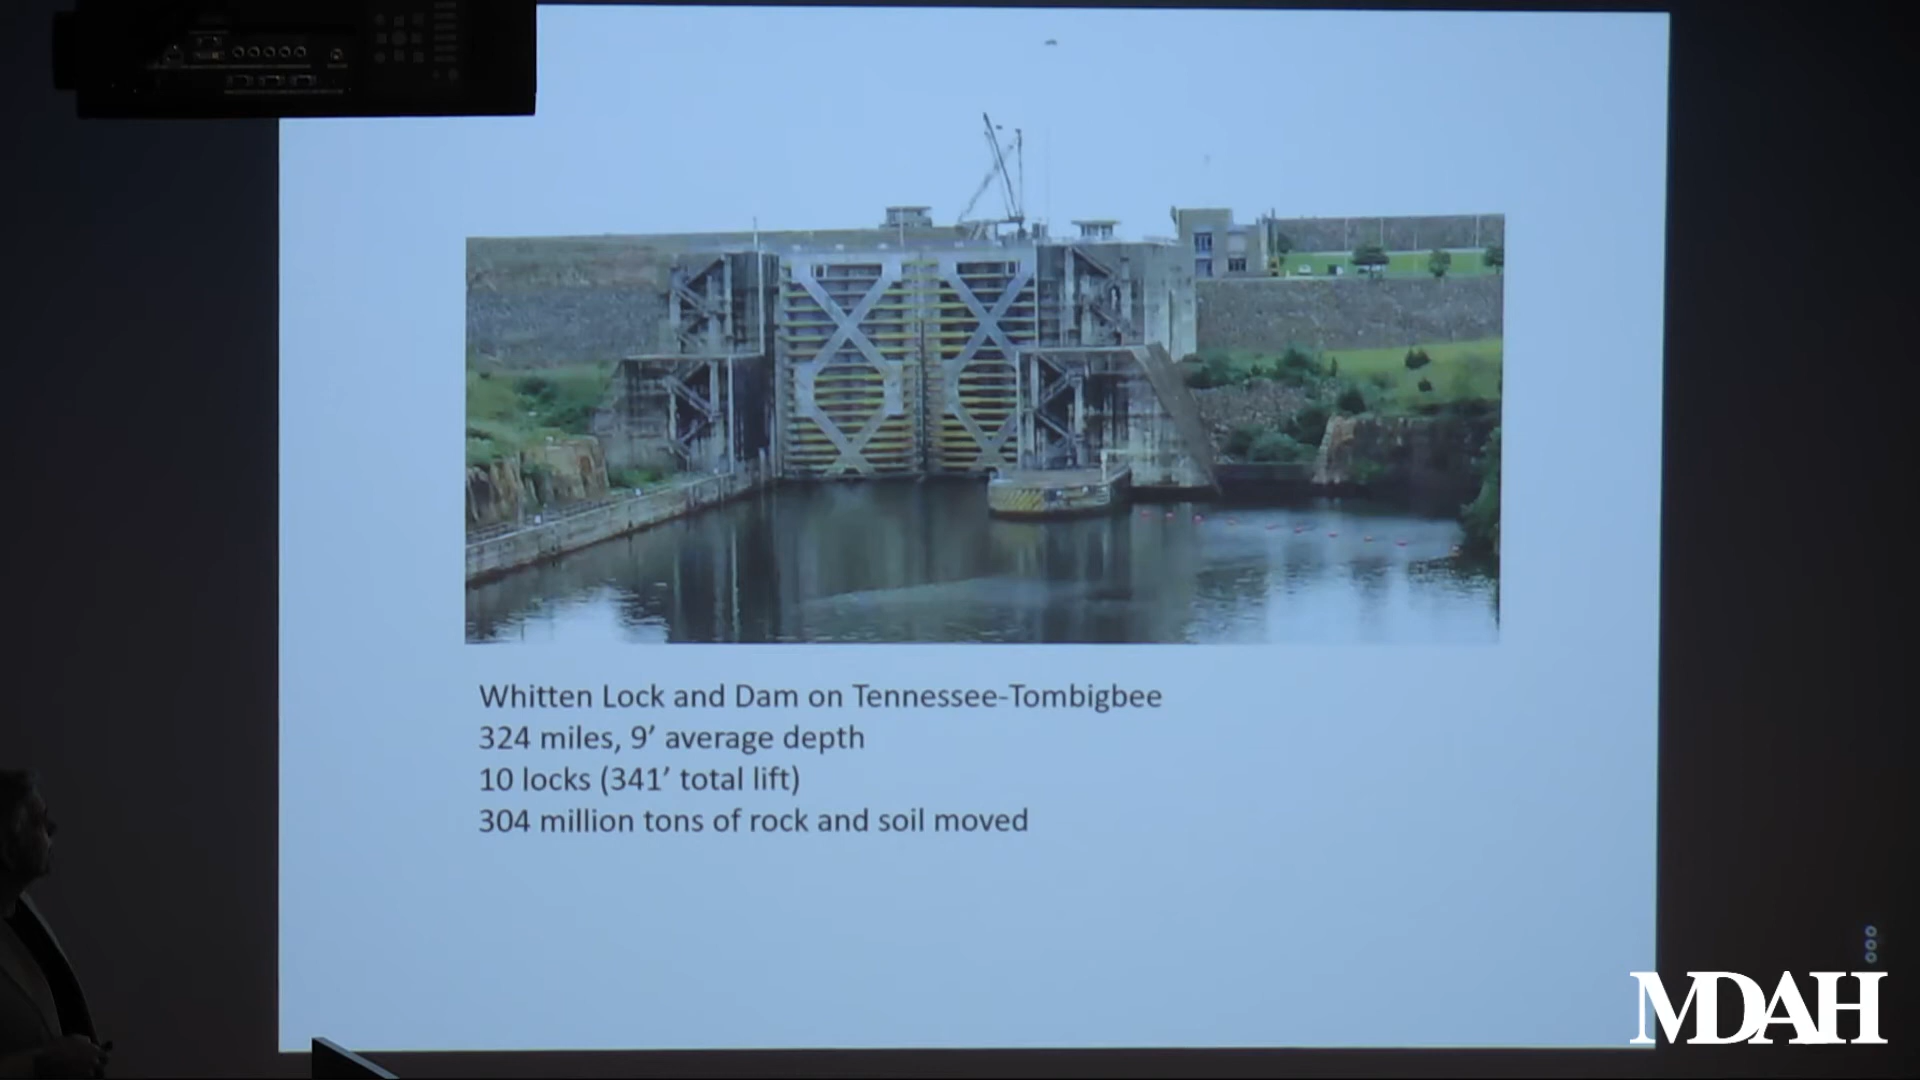 Whitten Lock and Dam on Tennessee-Tombigbee
324 miles, 9’ average depth
10 locks (341’ total lift)
304 million tons of rock and soil moved
MDAH